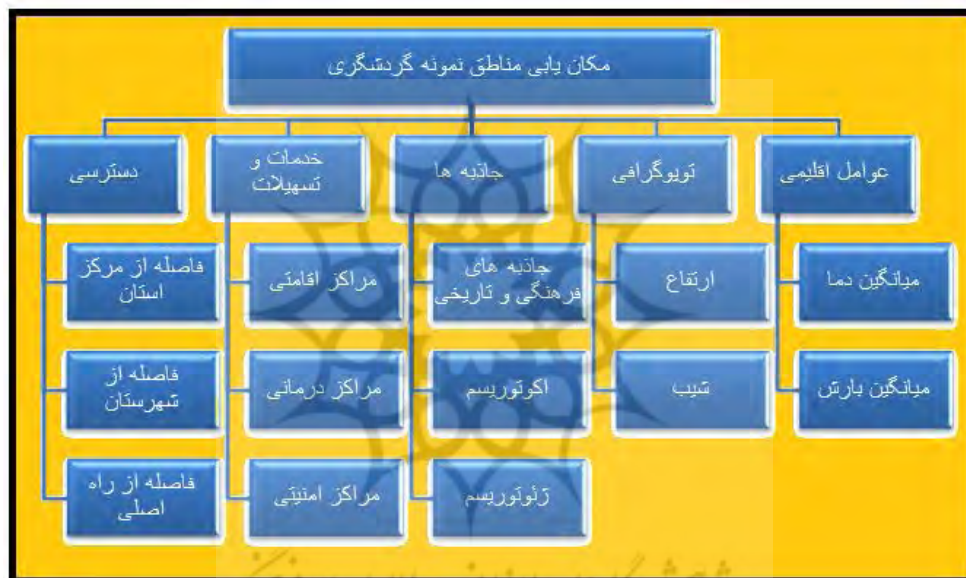 مکان یابی مناطق نمونه گردشگری
عوامل اقلیمی
میانگین دما
میانگین بارش
توپوگرافی
ارتفاع
شیب
جاذبه ها
جاذبه های
فرهنگی و تاریخی
اکوتوریسم
ژئوتوریسم
خدمات و
تسهیلات
مراکز اقامتی
مراکز درمانی
مراکز امنیتی
دسترسی
فاصله از مرکز
استان
فاصله از
شهرستان
فاصله از راه
اصلی